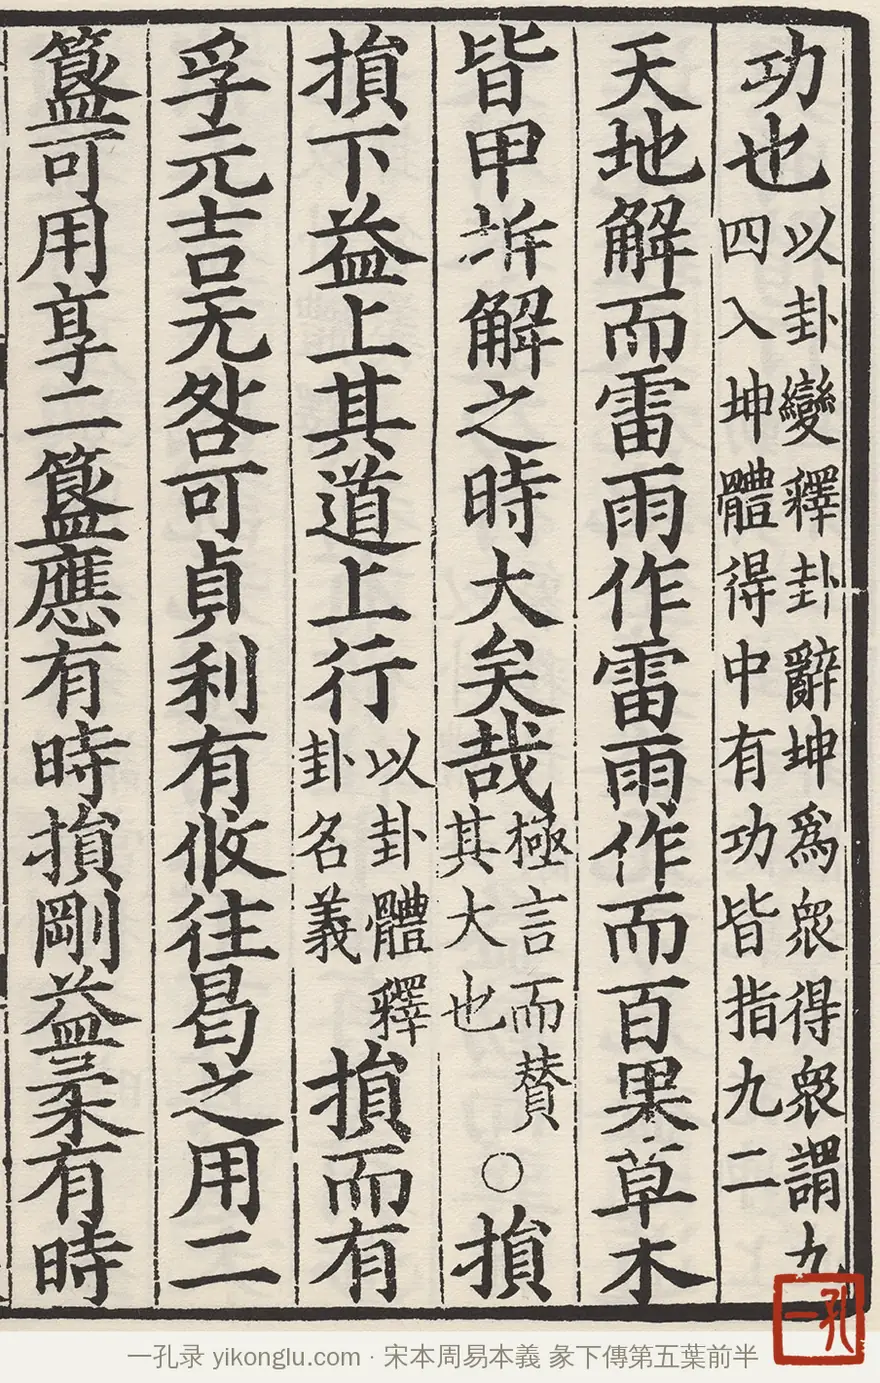 功也以卦變釋卦辭坤爲衆得衆謂九四入坤體得中有功皆指九二
天地解而雷雨作雷雨作而百果草木
皆甲拆解之時大矣哉極言而賛其大也○損
損下益上其道上行以卦體釋卦名義損而有
孚元吉无咎可貞利有攸往曷之用二
簋可用享二簋應有時損剛益柔有時
一孔
一孔录 yikonglu.com · 宋本周易本義 彖下傳第五葉前半